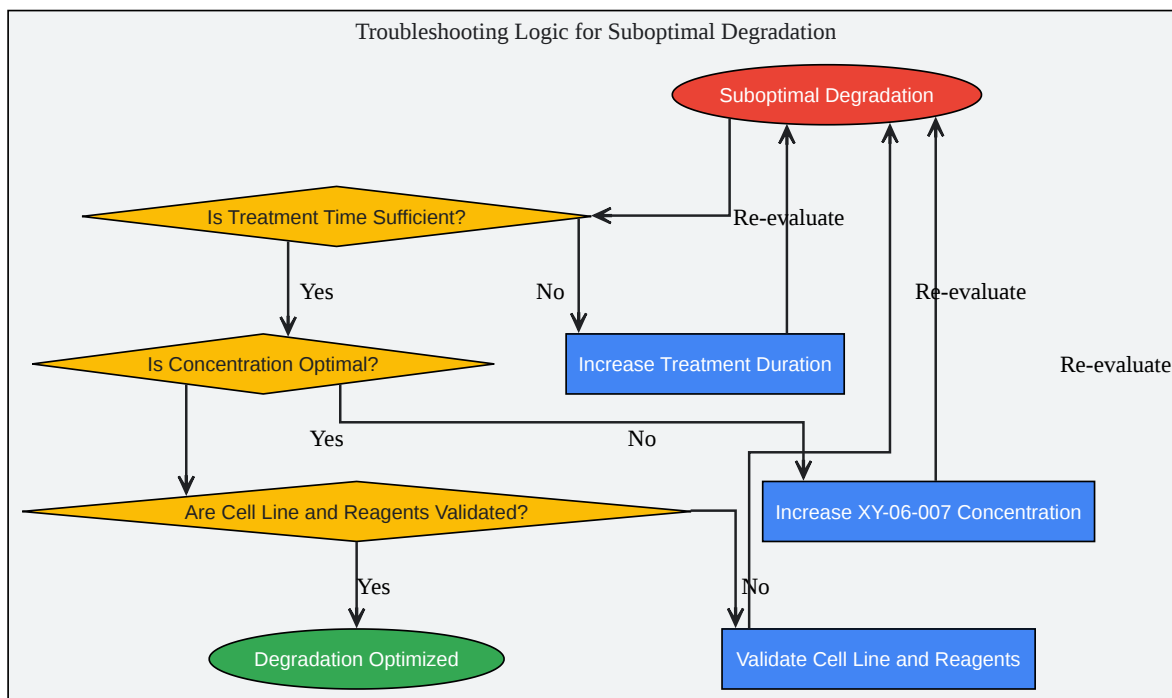 Troubleshooting Logic for Suboptimal Degradation
Suboptimal Degradation
Is Treatment Time Sufficient?
Re-evaluate
Yes
No
Re-evaluate
Is Concentration Optimal?
Increase Treatment Duration
Re-evaluate
Yes
No
Are Cell Line and Reagents Validated?
Increase XY-06-007 Concentration
Yes
No
Degradation Optimized
Validate Cell Line and Reagents